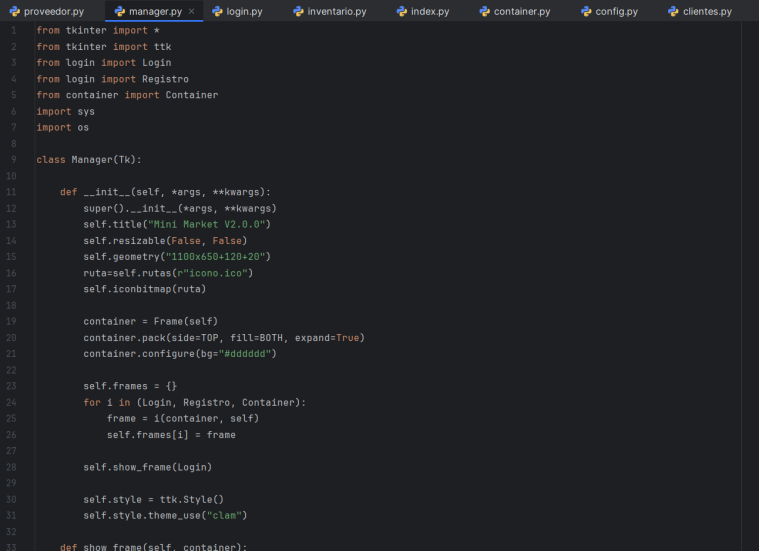 proveedor.py manager.py login.py inventario.py index.py container.py config.py clientes.py
1 from tkinter import *
2 from tkinter import ttk
3 from login import Login
4 from login import Registro
5 from container import Container
6 import sys
7 import os
8
9 class Manager(Tk):
10
11     def __init__(self, *args, **kwargs):
12         super().__init__(*args, **kwargs)
13         self.title("Mini Market V2.0.0")
14         self.resizable(False, False)
15         self.geometry("1100x650+120+20")
16         ruta=self.rutas(r"icono.ico")
17         self.iconbitmap(ruta)
18
19         container = Frame(self)
20         container.pack(side=TOP, fill=BOTH, expand=True)
21         container.configure(bg="#dddddd")
22
23         self.frames = {}
24         for i in (Login, Registro, Container):
25             frame = i(container, self)
26             self.frames[i] = frame
27
28         self.show_frame(Login)
29
30         self.style = ttk.Style()
31         self.style.theme_use("clam")
32
33     def show_frame(self, container):